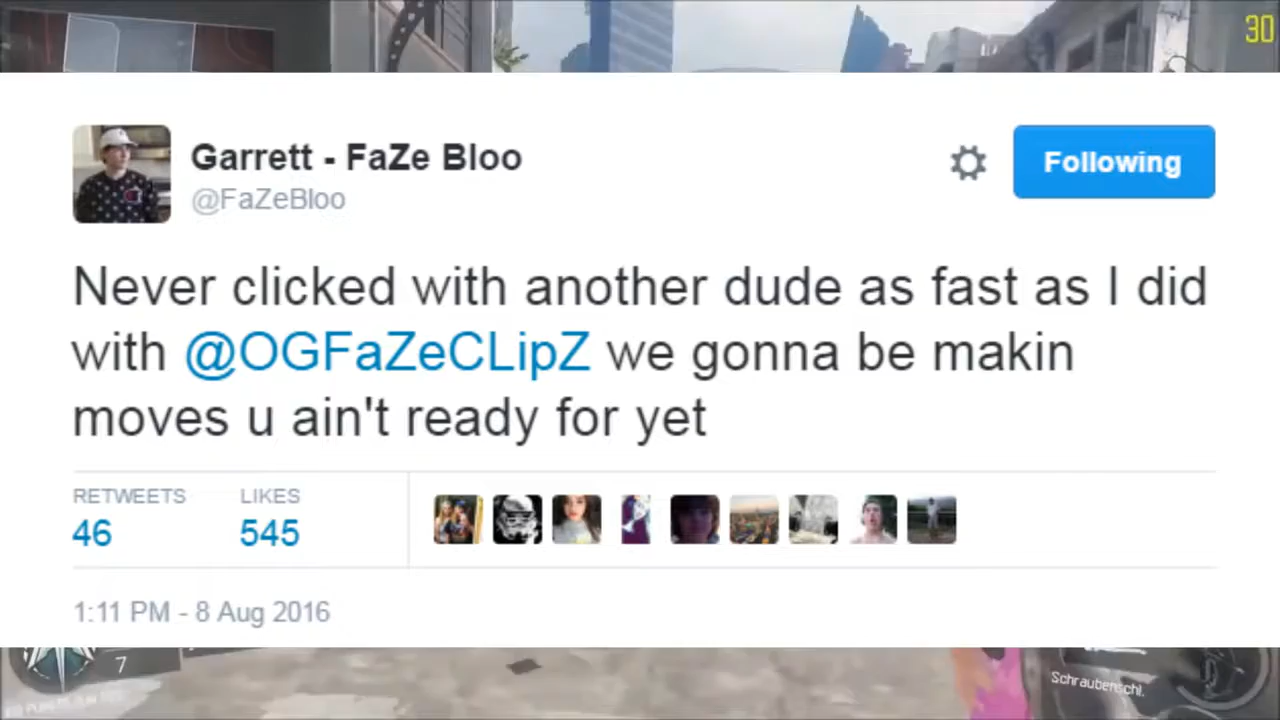 30
Garrett - FaZe Bloo
@FaZeBloo
Following
Never clicked with another dude as fast as I did
with @OGFaZeCLipZ we gonna be makin
moves u ain't ready for yet
RETWEETS
LIKES
46
545
1:11 PM - 8 Aug 2016
7
Schraubenschl.